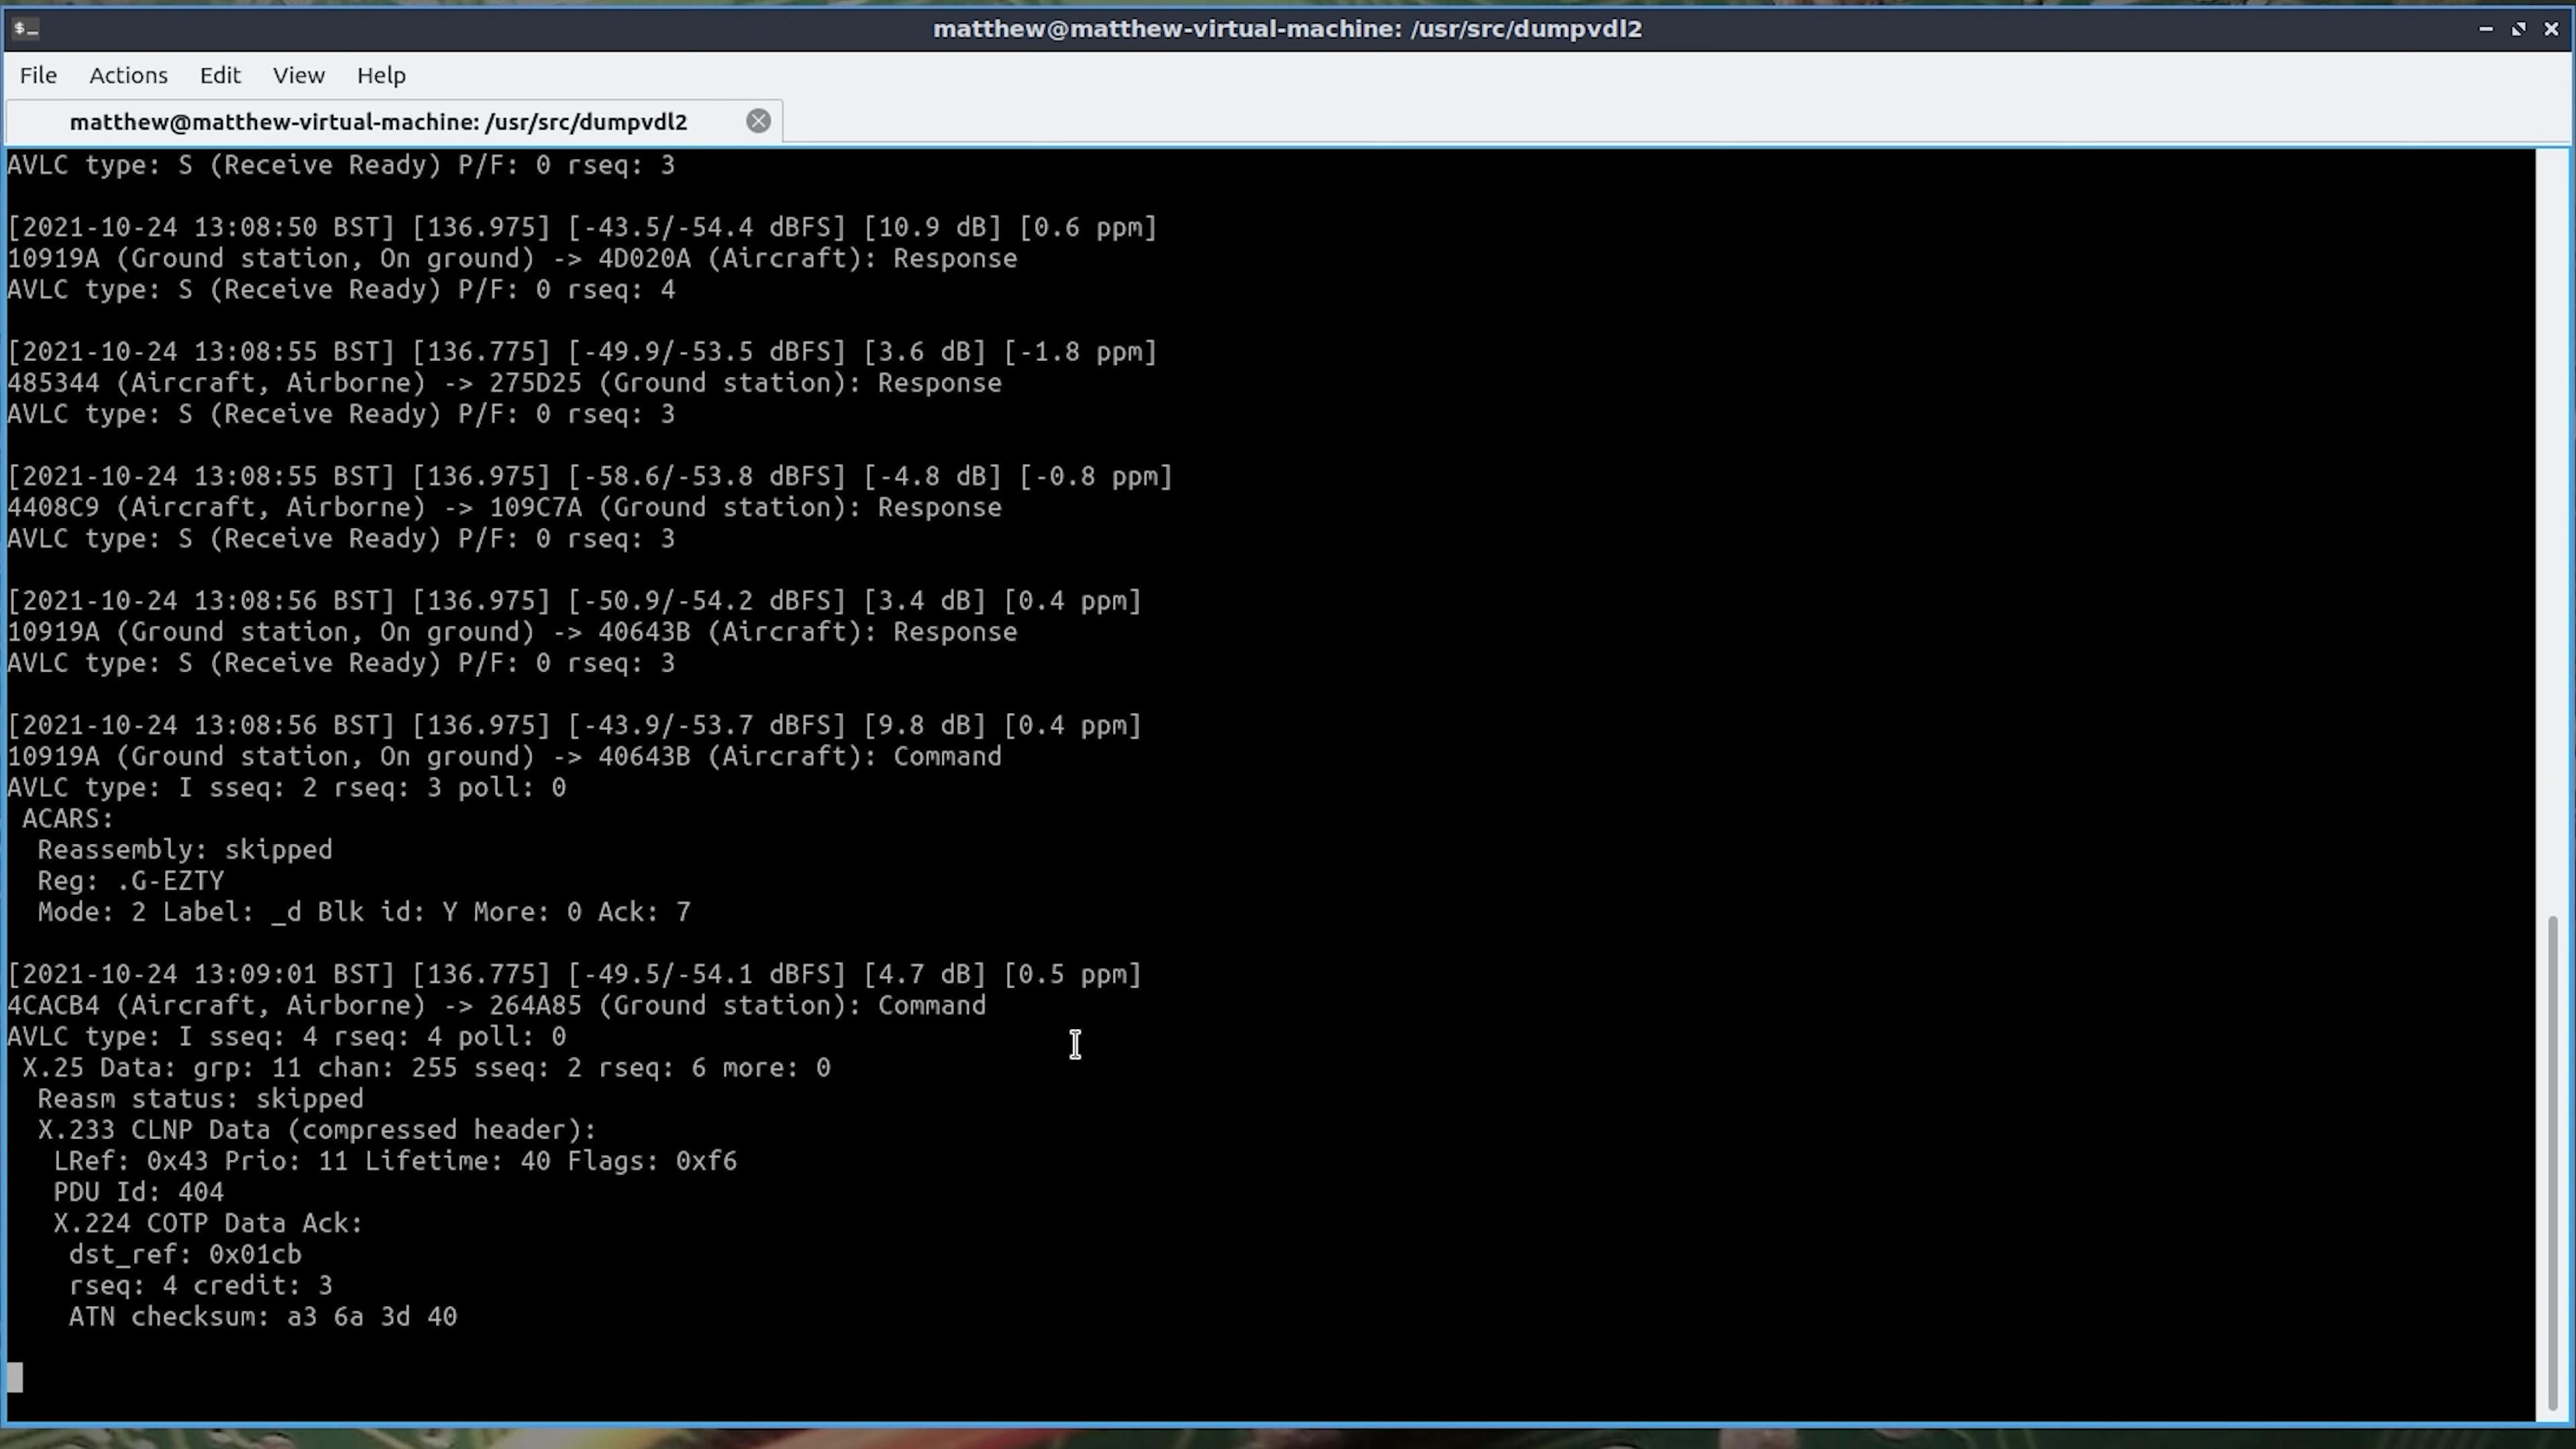 matthew@matthew-virtual-machine: /usr/src/dumpvdl2
File Actions Edit View Help
matthew@matthew-virtual-machine: /usr/src/dumpvdl2
AVLC type: S (Receive Ready) P/F: 0 rseq: 3
[2021-10-24 13:08:50 BST] [136.975] [-43.5/-54.4 dBFS] [10.9 dB] [0.6 ppm]
10919A (Ground station, On ground) -> 4D020A (Aircraft): Response
AVLC type: S (Receive Ready) P/F: 0 rseq: 4
[2021-10-24 13:08:55 BST] [136.775] [-49.9/-53.5 dBFS] [3.6 dB] [-1.8 ppm]
485344 (Aircraft, Airborne) -> 275D25 (Ground station): Response
AVLC type: S (Receive Ready) P/F: 0 rseq: 3
[2021-10-24 13:08:55 BST] [136.975] [-58.6/-53.8 dBFS] [-4.8 dB] [-0.8 ppm]
4408C9 (Aircraft, Airborne) -> 109C7A (Ground station): Response
AVLC type: S (Receive Ready) P/F: 0 rseq: 3
[2021-10-24 13:08:56 BST] [136.975] [-50.9/-54.2 dBFS] [3.4 dB] [0.4 ppm]
10919A (Ground station, On ground) -> 40643B (Aircraft): Response
AVLC type: S (Receive Ready) P/F: 0 rseq: 3
[2021-10-24 13:08:56 BST] [136.975] [-43.9/-53.7 dBFS] [9.8 dB] [0.4 ppm]
10919A (Ground station, On ground) -> 40643B (Aircraft): Command
AVLC type: I sseq: 2 rseq: 3 poll: 0
ACARS:
Reassembly: skipped
Reg: .G-EZTY
Mode: 2 Label: _d Blk id: Y More: 0 Ack: 7
[2021-10-24 13:09:01 BST] [136.775] [-49.5/-54.1 dBFS] [4.7 dB] [0.5 ppm]
4CACB4 (Aircraft, Airborne) -> 264A85 (Ground station): Command
AVLC type: I sseq: 4 rseq: 4 poll: 0
X.25 Data: grp: 11 chan: 255 sseq: 2 rseq: 6 more: 0
Reasm status: skipped
X.233 CLNP Data (compressed header):
LRef: 0x43 Prio: 11 Lifetime: 40 Flags: 0xf6
PDU Id: 404
X.224 COTP Data Ack:
dst_ref: 0x01cb
rseq: 4 credit: 3
ATN checksum: a3 6a 3d 40